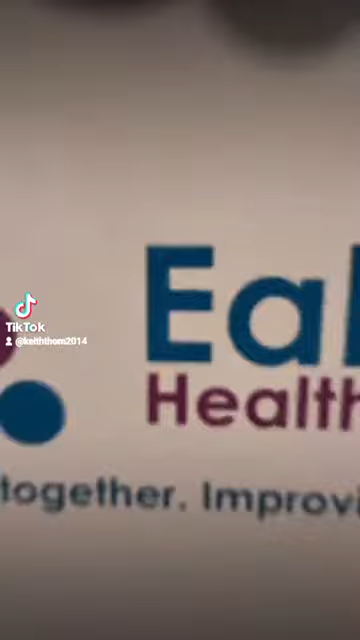 Eal
Health
TikTok
@keiththom2014
together. Improvi